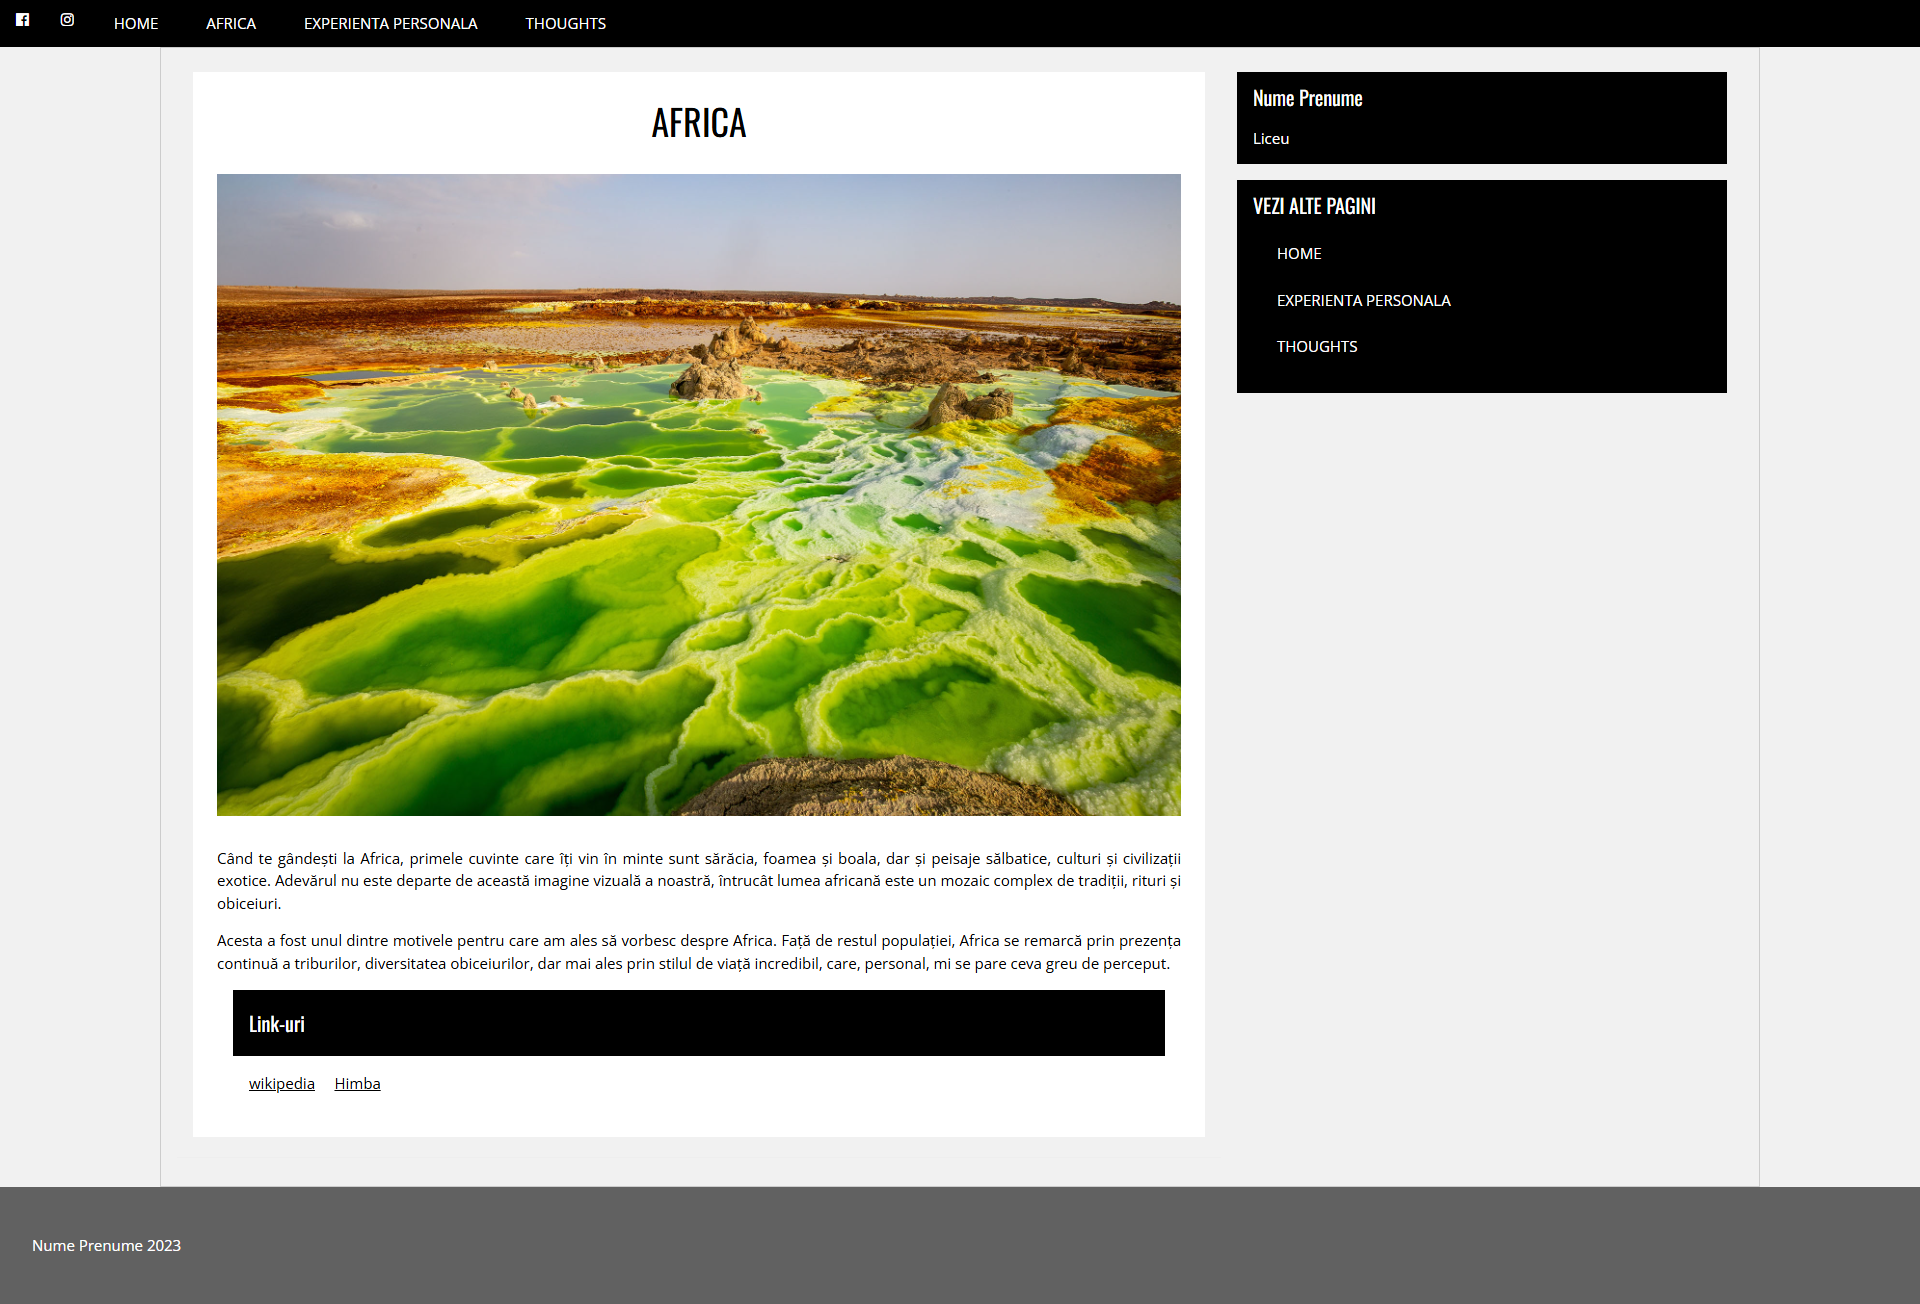 HOME AFRICA EXPERIENTA PERSONALA THOUGHTS
AFRICA
Când te gândești la Africa, primele cuvinte care îți vin în minte sunt sărăcia, foamea și boala, dar și peisaje sălbatice, culturi și civilizații
exotice. Adevărul nu este departe de această imagine vizuală a noastră, întrucât lumea africană este un mozaic complex de tradiții, rituri și
obiceiuri.
Acesta a fost unul dintre motivele pentru care am ales să vorbesc despre Africa. Față de restul populației, Africa se remarcă prin prezența
continuă a triburilor, diversitatea obiceiurilor, dar mai ales prin stilul de viață incredibil, care, personal, mi se pare ceva greu de perceput.
Link-uri
wikipedia Himba
Nume Prenume
Liceu
VEZI ALTE PAGINI
HOME
EXPERIENTA PERSONALA
THOUGHTS
Nume Prenume 2023